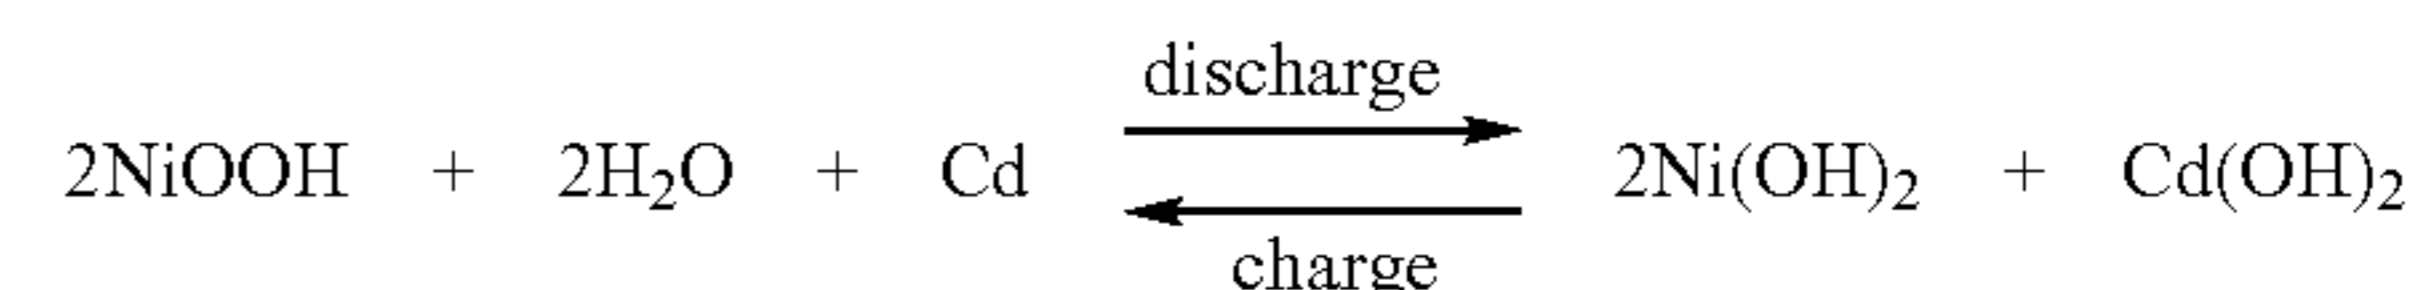 discharge
2NiOOH + 2H₂O + Cd 2Ni(OH)₂ + Cd(OH)₂
charge